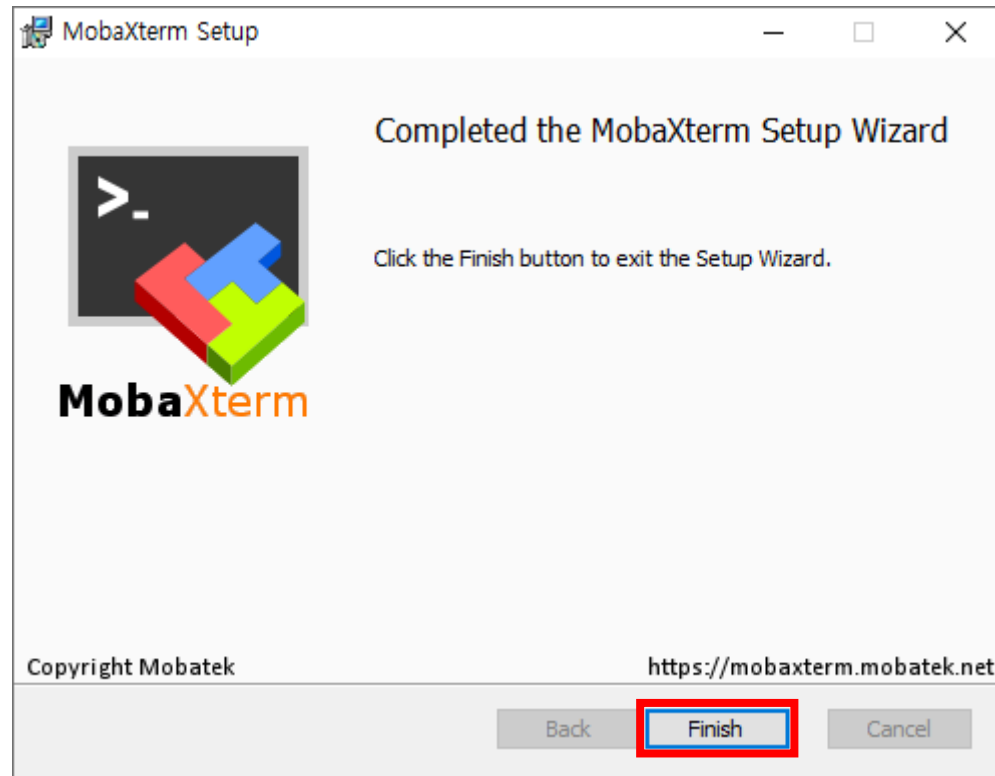 MobaXterm Setup
Completed the MobaXterm Setup Wizard
>_
Click the Finish button to exit the Setup Wizard.
MobaXterm
Copyright Mobatek https://mobaxterm.mobatek.net
Back Finish Cancel